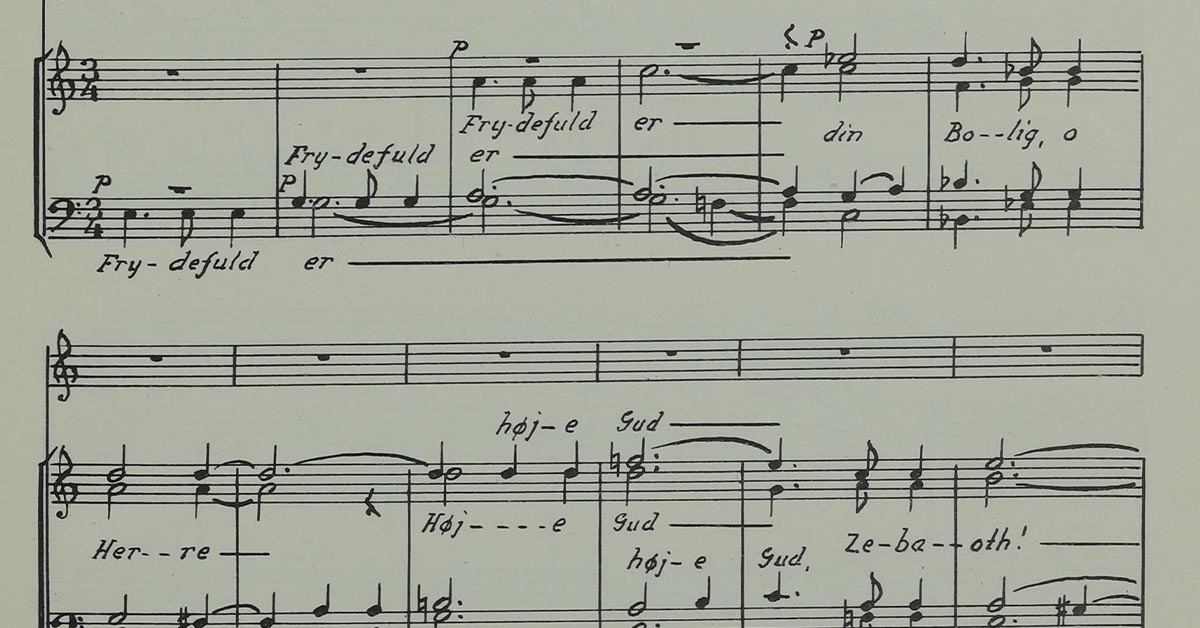 P P
Fry-defuld er din Bo--lig, o
Fry-defuld er
P P
Fry-defuld er
høj-e Gud
Høj----e Gud
Her--re Ze-ba--oth!
høj-e Gud,